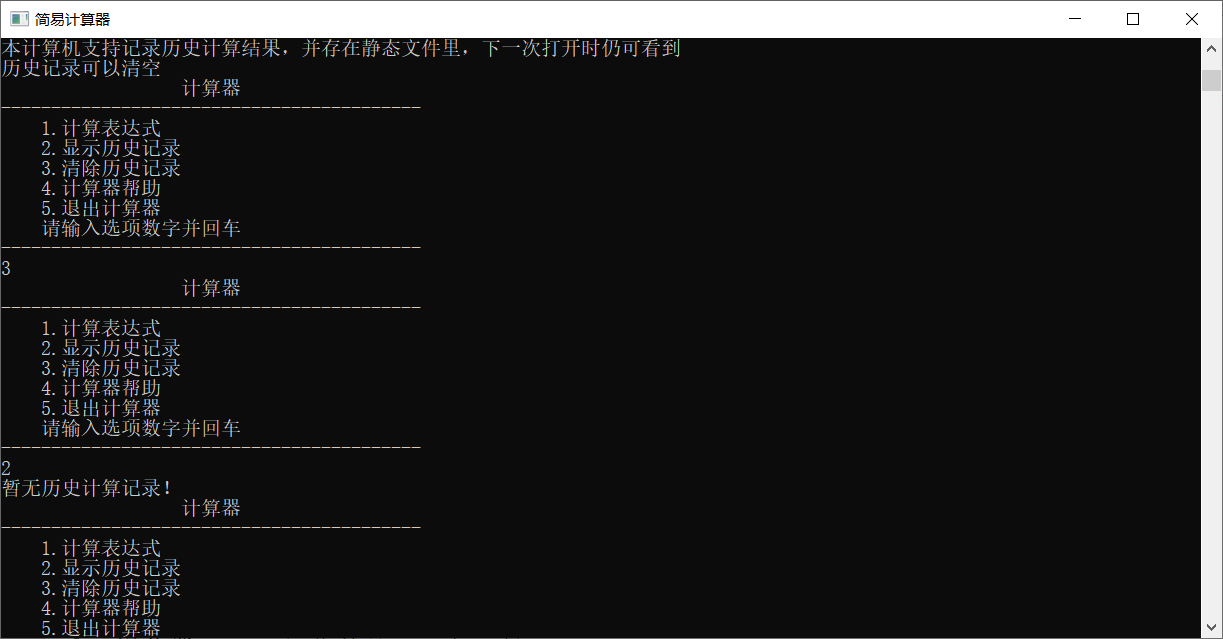 简易计算器
本计算机支持记录历史计算结果，并存在静态文件里，下一次打开时仍可看到
历史记录可以清空
计算器
------------------------------------------
1.计算表达式
2.显示历史记录
3.清除历史记录
4.计算器帮助
5.退出计算器
请输入选项数字并回车
------------------------------------------
3
计算器
------------------------------------------
1.计算表达式
2.显示历史记录
3.清除历史记录
4.计算器帮助
5.退出计算器
请输入选项数字并回车
------------------------------------------
2
暂无历史计算记录！
计算器
------------------------------------------
1.计算表达式
2.显示历史记录
3.清除历史记录
4.计算器帮助
5.退出计算器